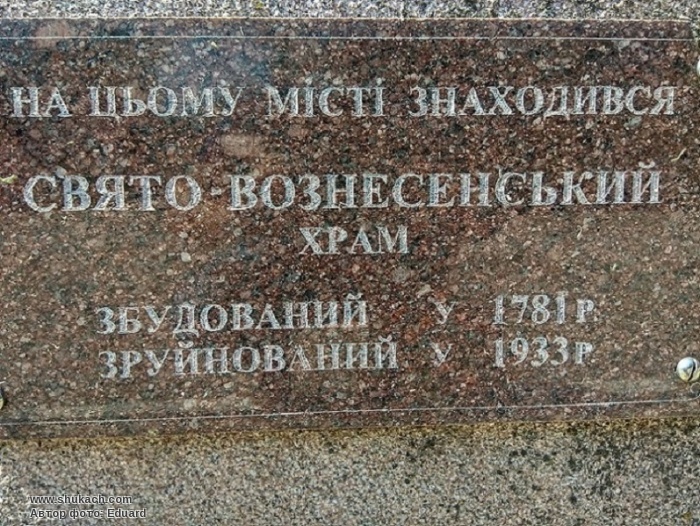 НА ЦЬОМУ МІСТІ ЗНАХОДИВСЯ
СВЯТО-ВОЗНЕСЕНСЬКИЙ
ХРАМ
ЗБУДОВАНИЙ У 1781 Р.
ЗРУЙНОВАНИЙ У 1933 Р.
www.shukach.com
Автор фото: Eduard